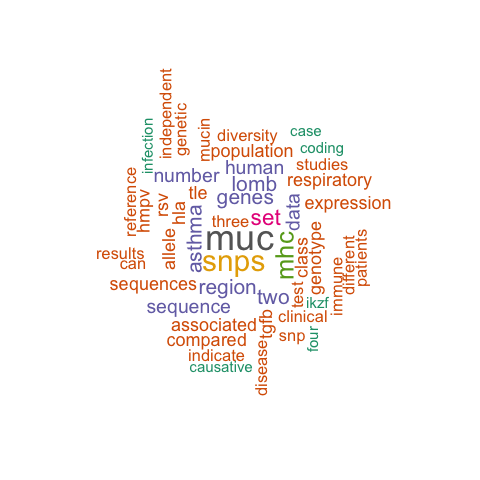 independent
genetic
infection
mucin
diversity
case
coding
population
studies
number
human
respiratory
reference
hmpv
rsv
tle
lomb
genes
expression
hla
asthma
three
set
data
muc
mhc
snps
allele
results
can
class
genotype
different
patients
immune
test
sequences
region
two
ikzf
sequence
clinical
associated
tgfb
snp
four
compared
indicate
disease
causative